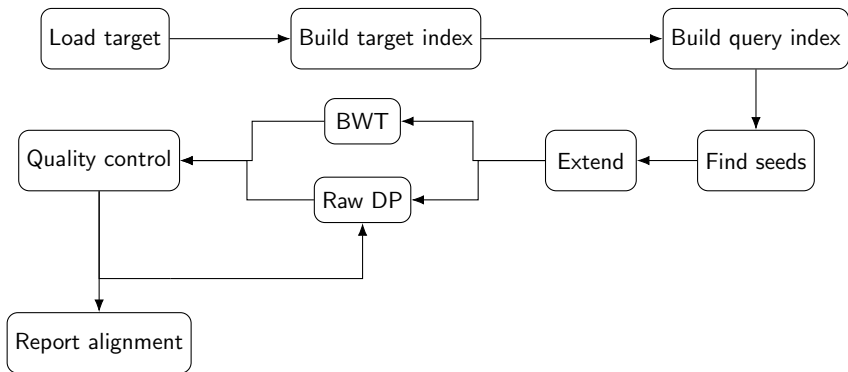 Load target
Build target index
Build query index
BWT
Quality control
Extend
Find seeds
Raw DP
Report alignment